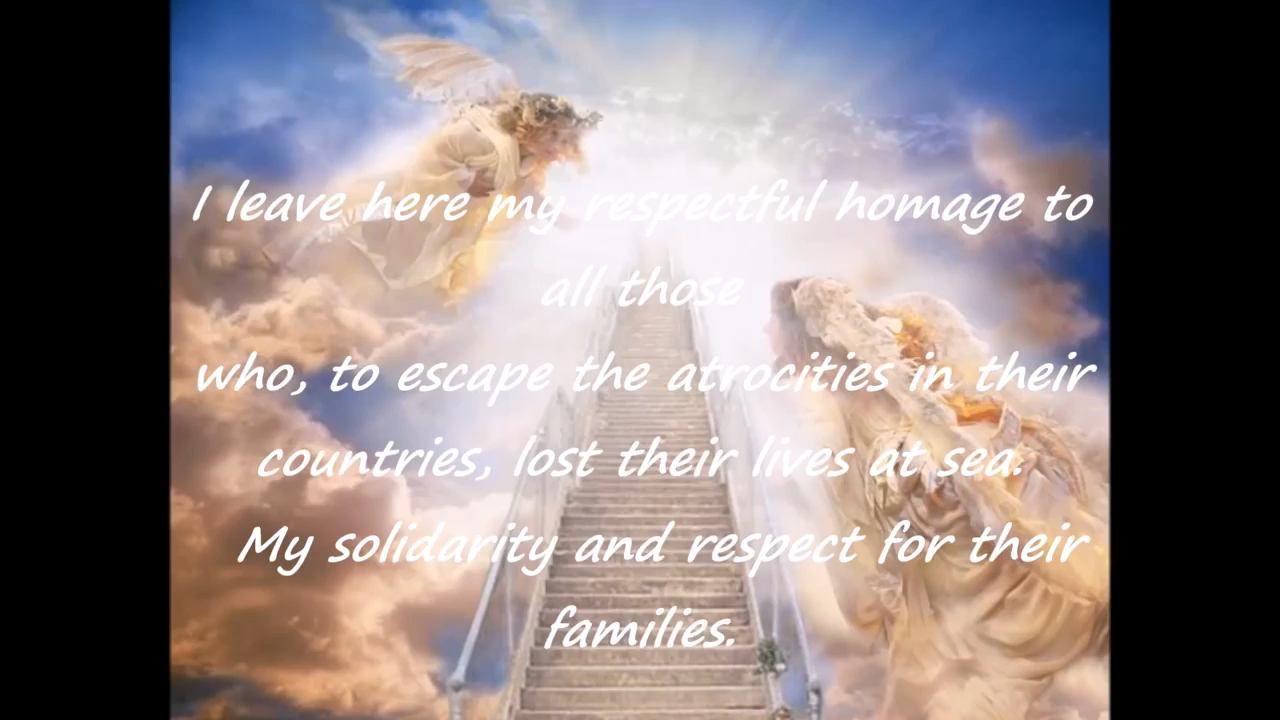 I leave here my respectful homage to
all those
who, to escape the atrocities in their
countries, lost their lives at sea.
My solidarity and respect for their
families.